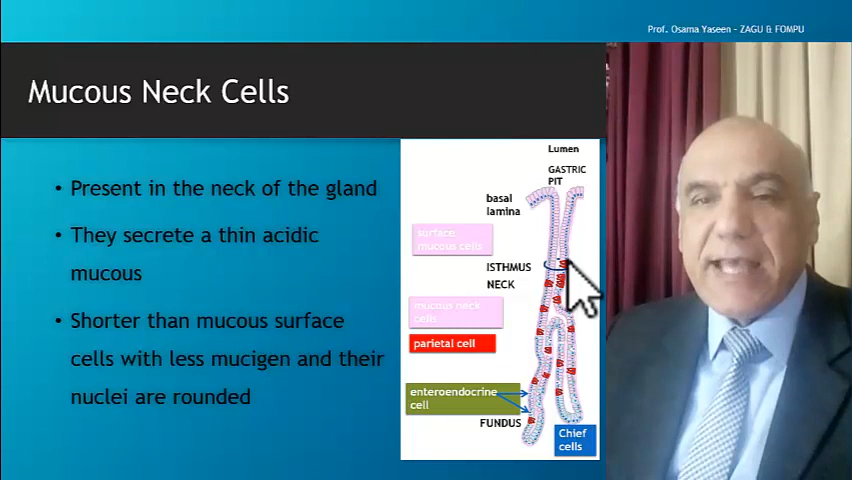 Prof. Osama Yaseen - ZAGU & FOMPU
Mucous Neck Cells
• Present in the neck of the gland
• They secrete a thin acidic
mucous
• Shorter than mucous surface
cells with less mucigen and their
nuclei are rounded
Lumen
GASTRIC
PIT
basal
lamina
surface
mucous cells
ISTHMUS
NECK
mucous neck
cells
parietal cell
enteroendocrine
cell
FUNDUS
Chief
cells